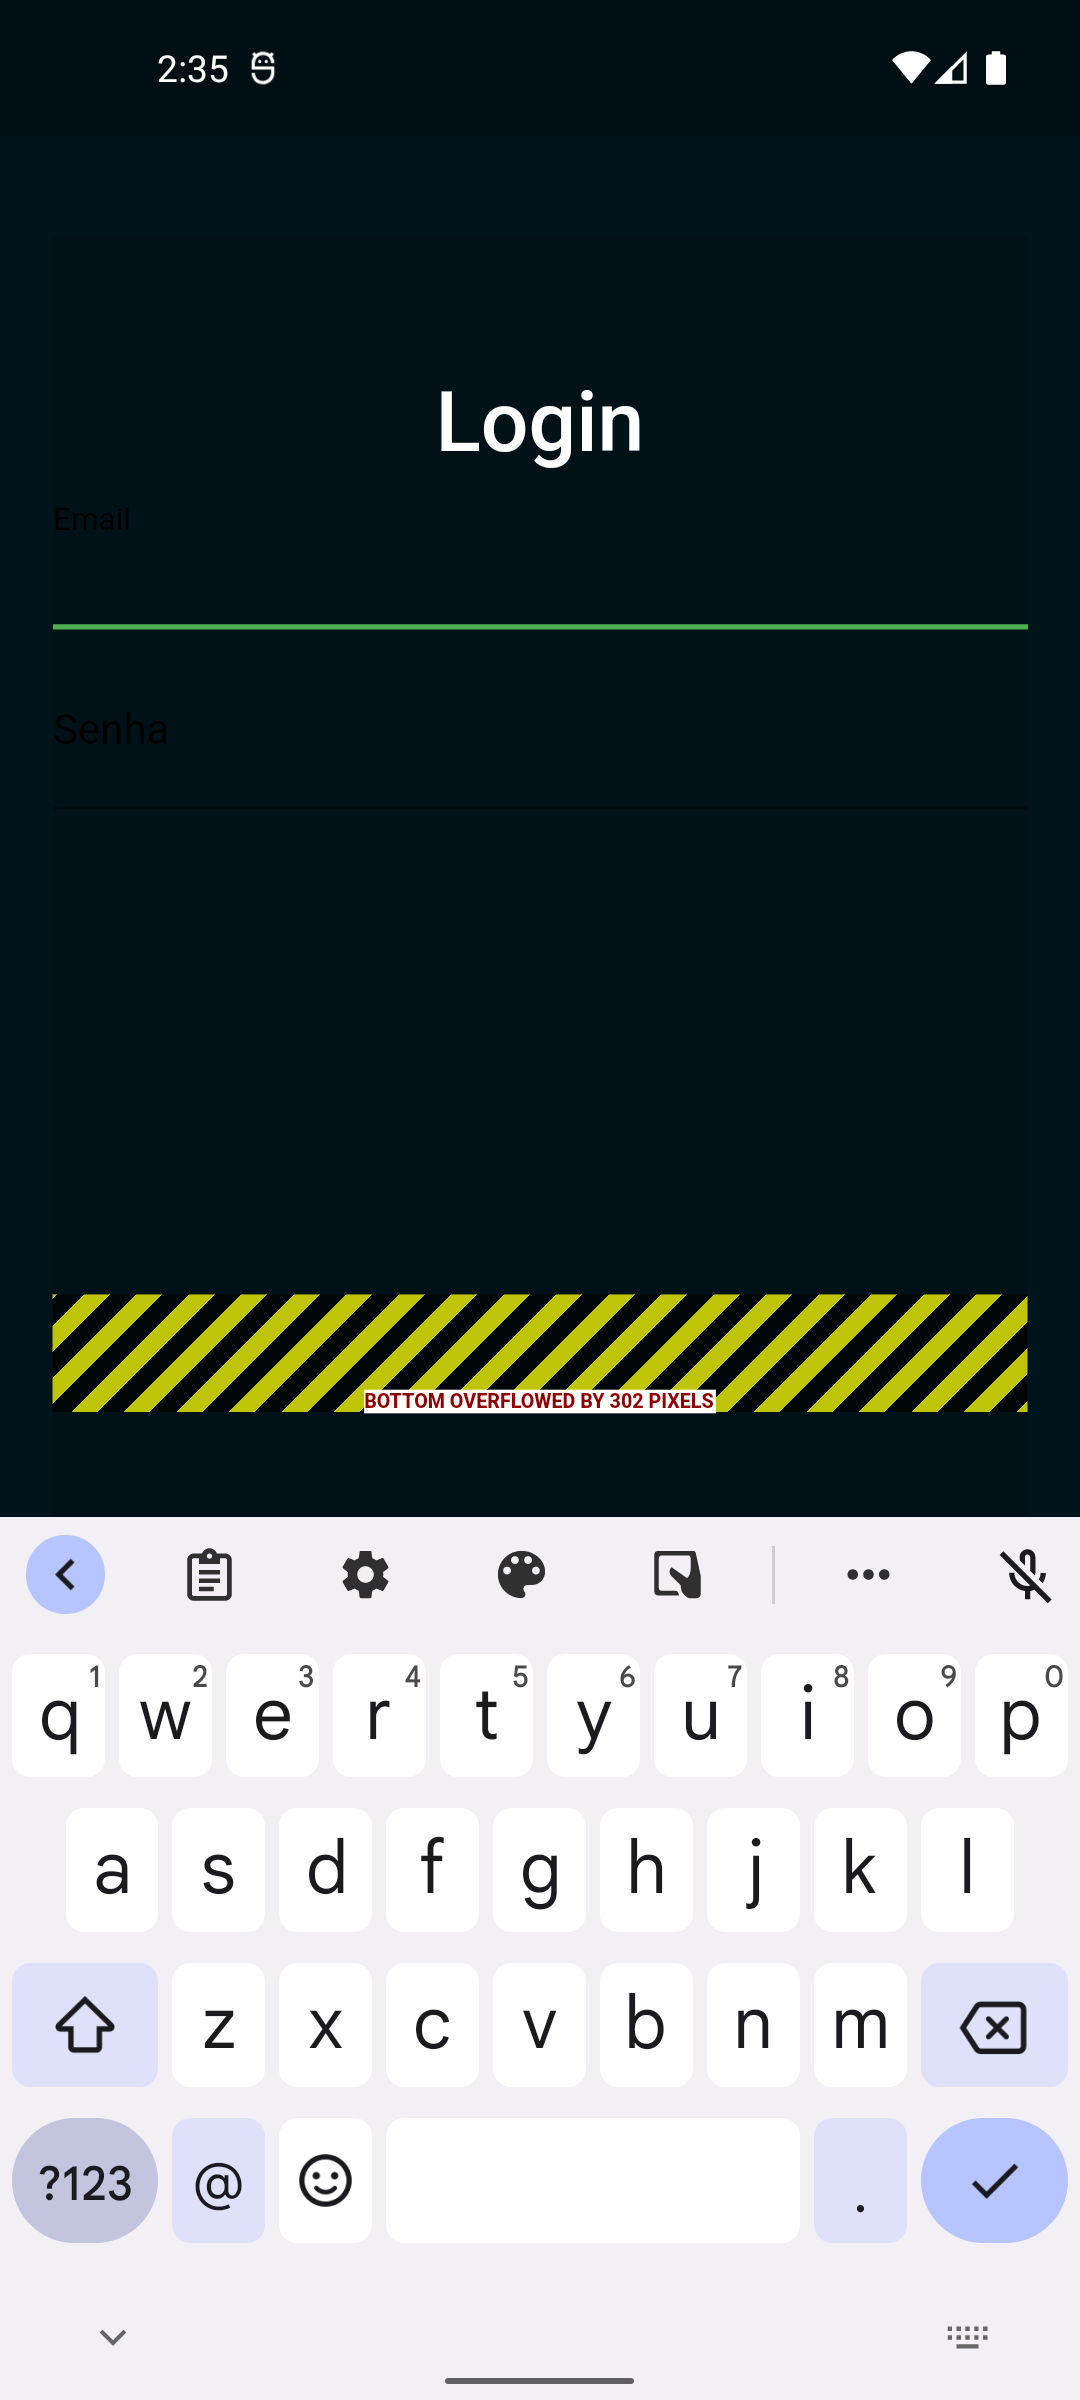 2:35
Login
Email
Senha
BOTTOM OVERFLOWED BY 302 PIXELS
q 1 w 2 e 3 r 4 t 5 y 6 u 7 i 8 o 9 p 0
a s d f g h j k l
z x c v b n m
?123 @ .